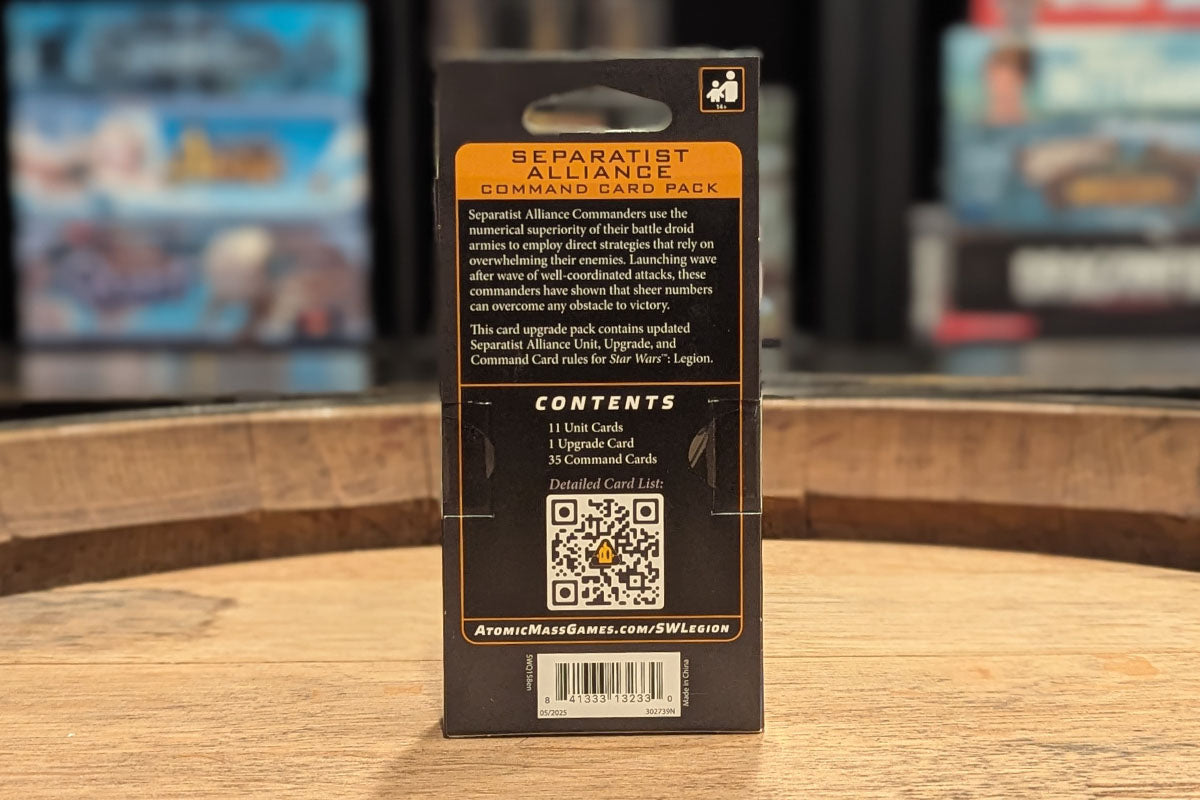 14+
SEPARATIST
ALLIANCE
COMMAND CARD PACK
Separatist Alliance Commanders use the
numerical superiority of their battle droid
armies to employ direct strategies that rely on
overwhelming their enemies. Launching wave
after wave of well-coordinated attacks, these
commanders have shown that sheer numbers
can overcome any obstacle to victory.
This card upgrade pack contains updated
Separatist Alliance Unit, Upgrade, and
Command Card rules for Star Wars™: Legion.
CONTENTS
11 Unit Cards
1 Upgrade Card
35 Command Cards
Detailed Card List:
ATOMICMASSGAMES.COM/SWLEGION
SWQ158en
8 41333 13233 0
05/2025 302739N
Made in China